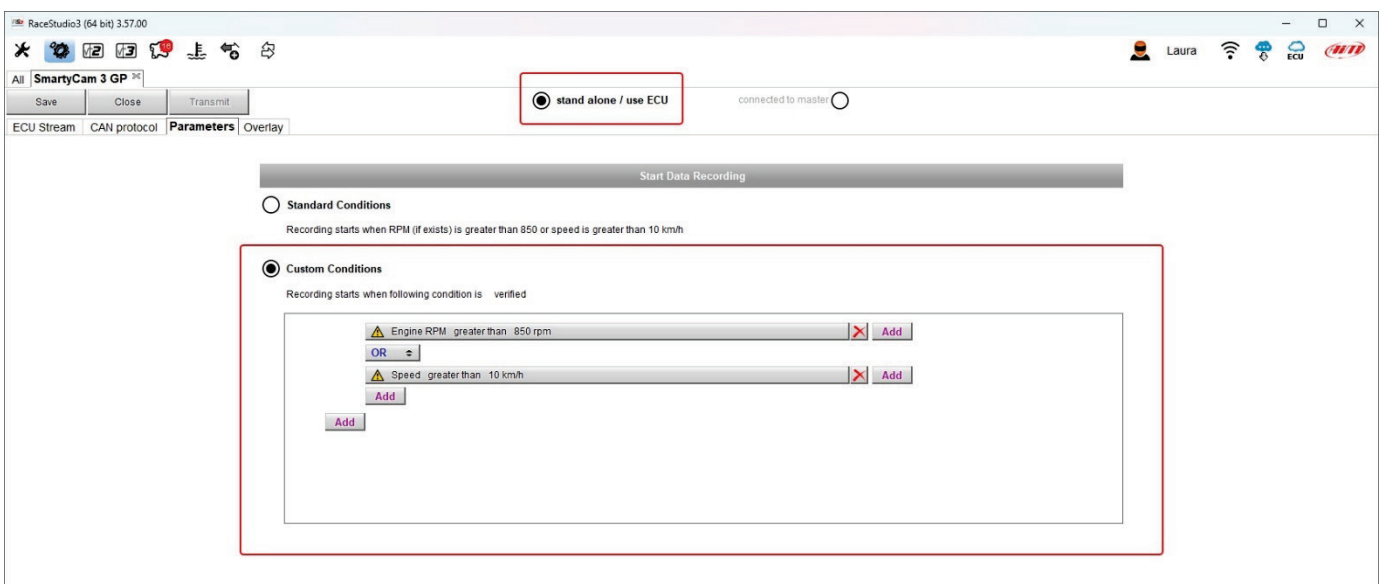 RaceStudio3 (64 bit) 3.57.00
Laura ECU AiM
All SmartyCam 3 GP
Save Close Transmit stand alone / use ECU connected to master
ECU Stream CAN protocol Parameters Overlay
Start Data Recording
Standard Conditions
Recording starts when RPM (if exists) is greater than 850 or speed is greater than 10 km/h
Custom Conditions
Recording starts when following condition is verified
Engine RPM greater than 850 rpm Add
OR
Speed greater than 10 km/h Add
Add
Add